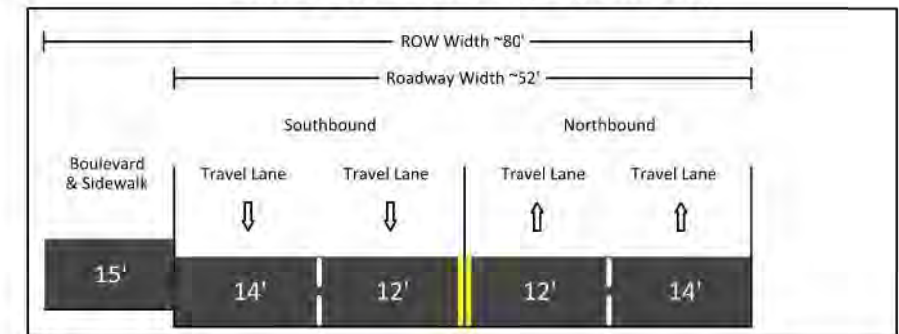 ROW Width ~80'
Roadway Width ~52'
Southbound
Northbound
Boulevard
& Sidewalk
Travel Lane
Travel Lane
Travel Lane
Travel Lane
15'
14'
12'
12'
14'